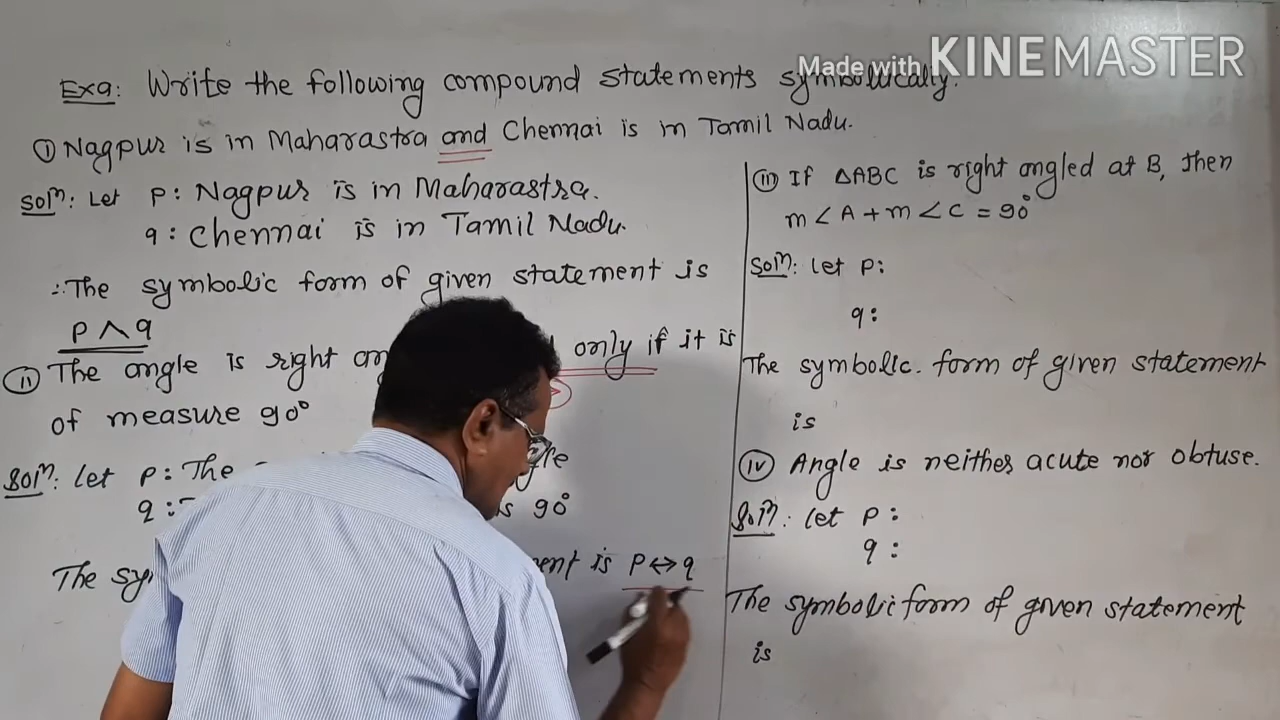 Made with KINEMASTER
Exa: Write the following compound statements symbolically.
① Nagpur is in Maharastra and Chennai is in Tamil Nadu.
Solⁿ: Let p: Nagpur is in Maharastra.
q: Chennai is in Tamil Nadu.
∴ The symbolic form of given statement is
p ∧ q
ii The angle is right only if it is
of measure 90°
Solⁿ: let p: The
q: is 90°
The is p ↔ q
iii If ΔABC is right angled at B, then
m∠A + m∠C = 90°
Solⁿ: let p:
q:
The symbolic. form of given statement
is
iv Angle is neither acute nor obtuse.
Solⁿ: let p:
q:
The symbolic form of given statement
is